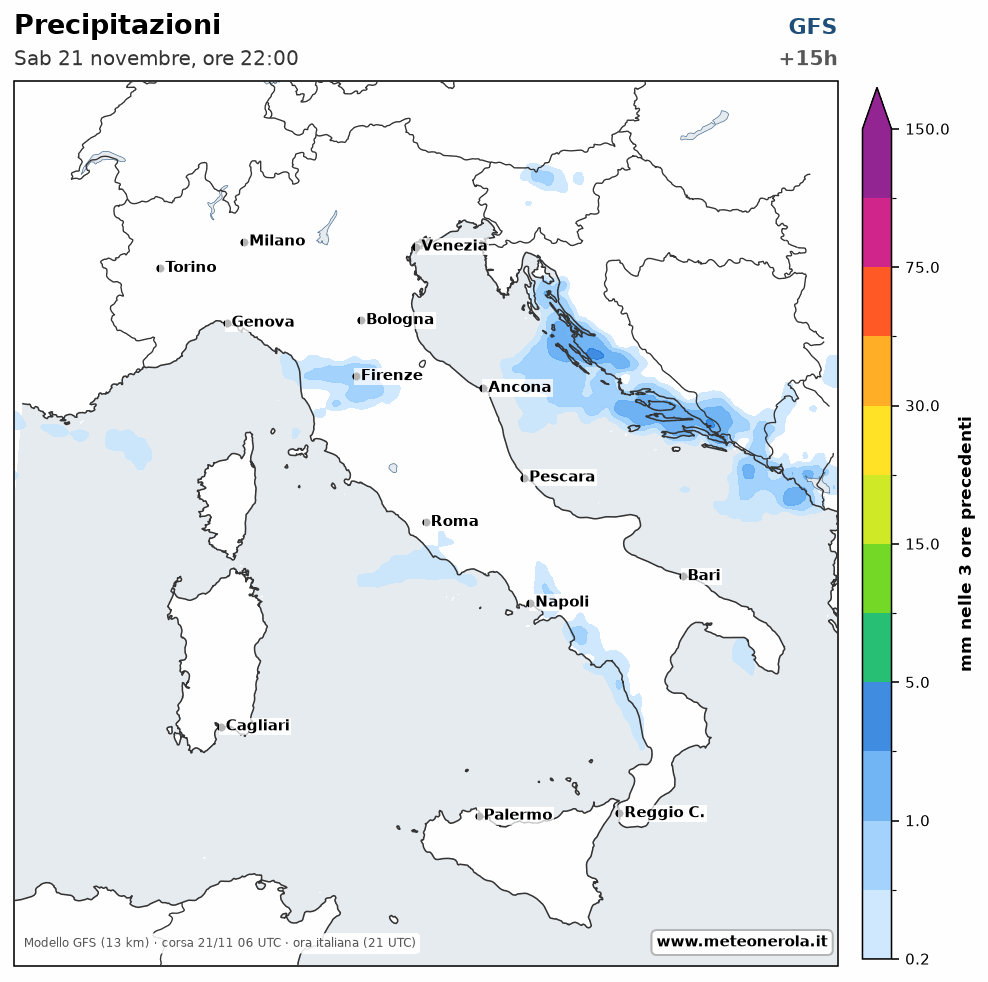 Precipitazioni
GFS
Sab 21 novembre, ore 22:00
+15h
150.0
75.0
30.0
15.0
5.0
1.0
0.2
mm nelle 3 ore precedenti
Milano
Venezia
Torino
Genova
Bologna
Firenze
Ancona
Pescara
Roma
Bari
Napoli
Cagliari
Palermo
Reggio C.
Modello GFS (13 km) · corsa 21/11 06 UTC · ora italiana (21 UTC)
www.meteonerola.it